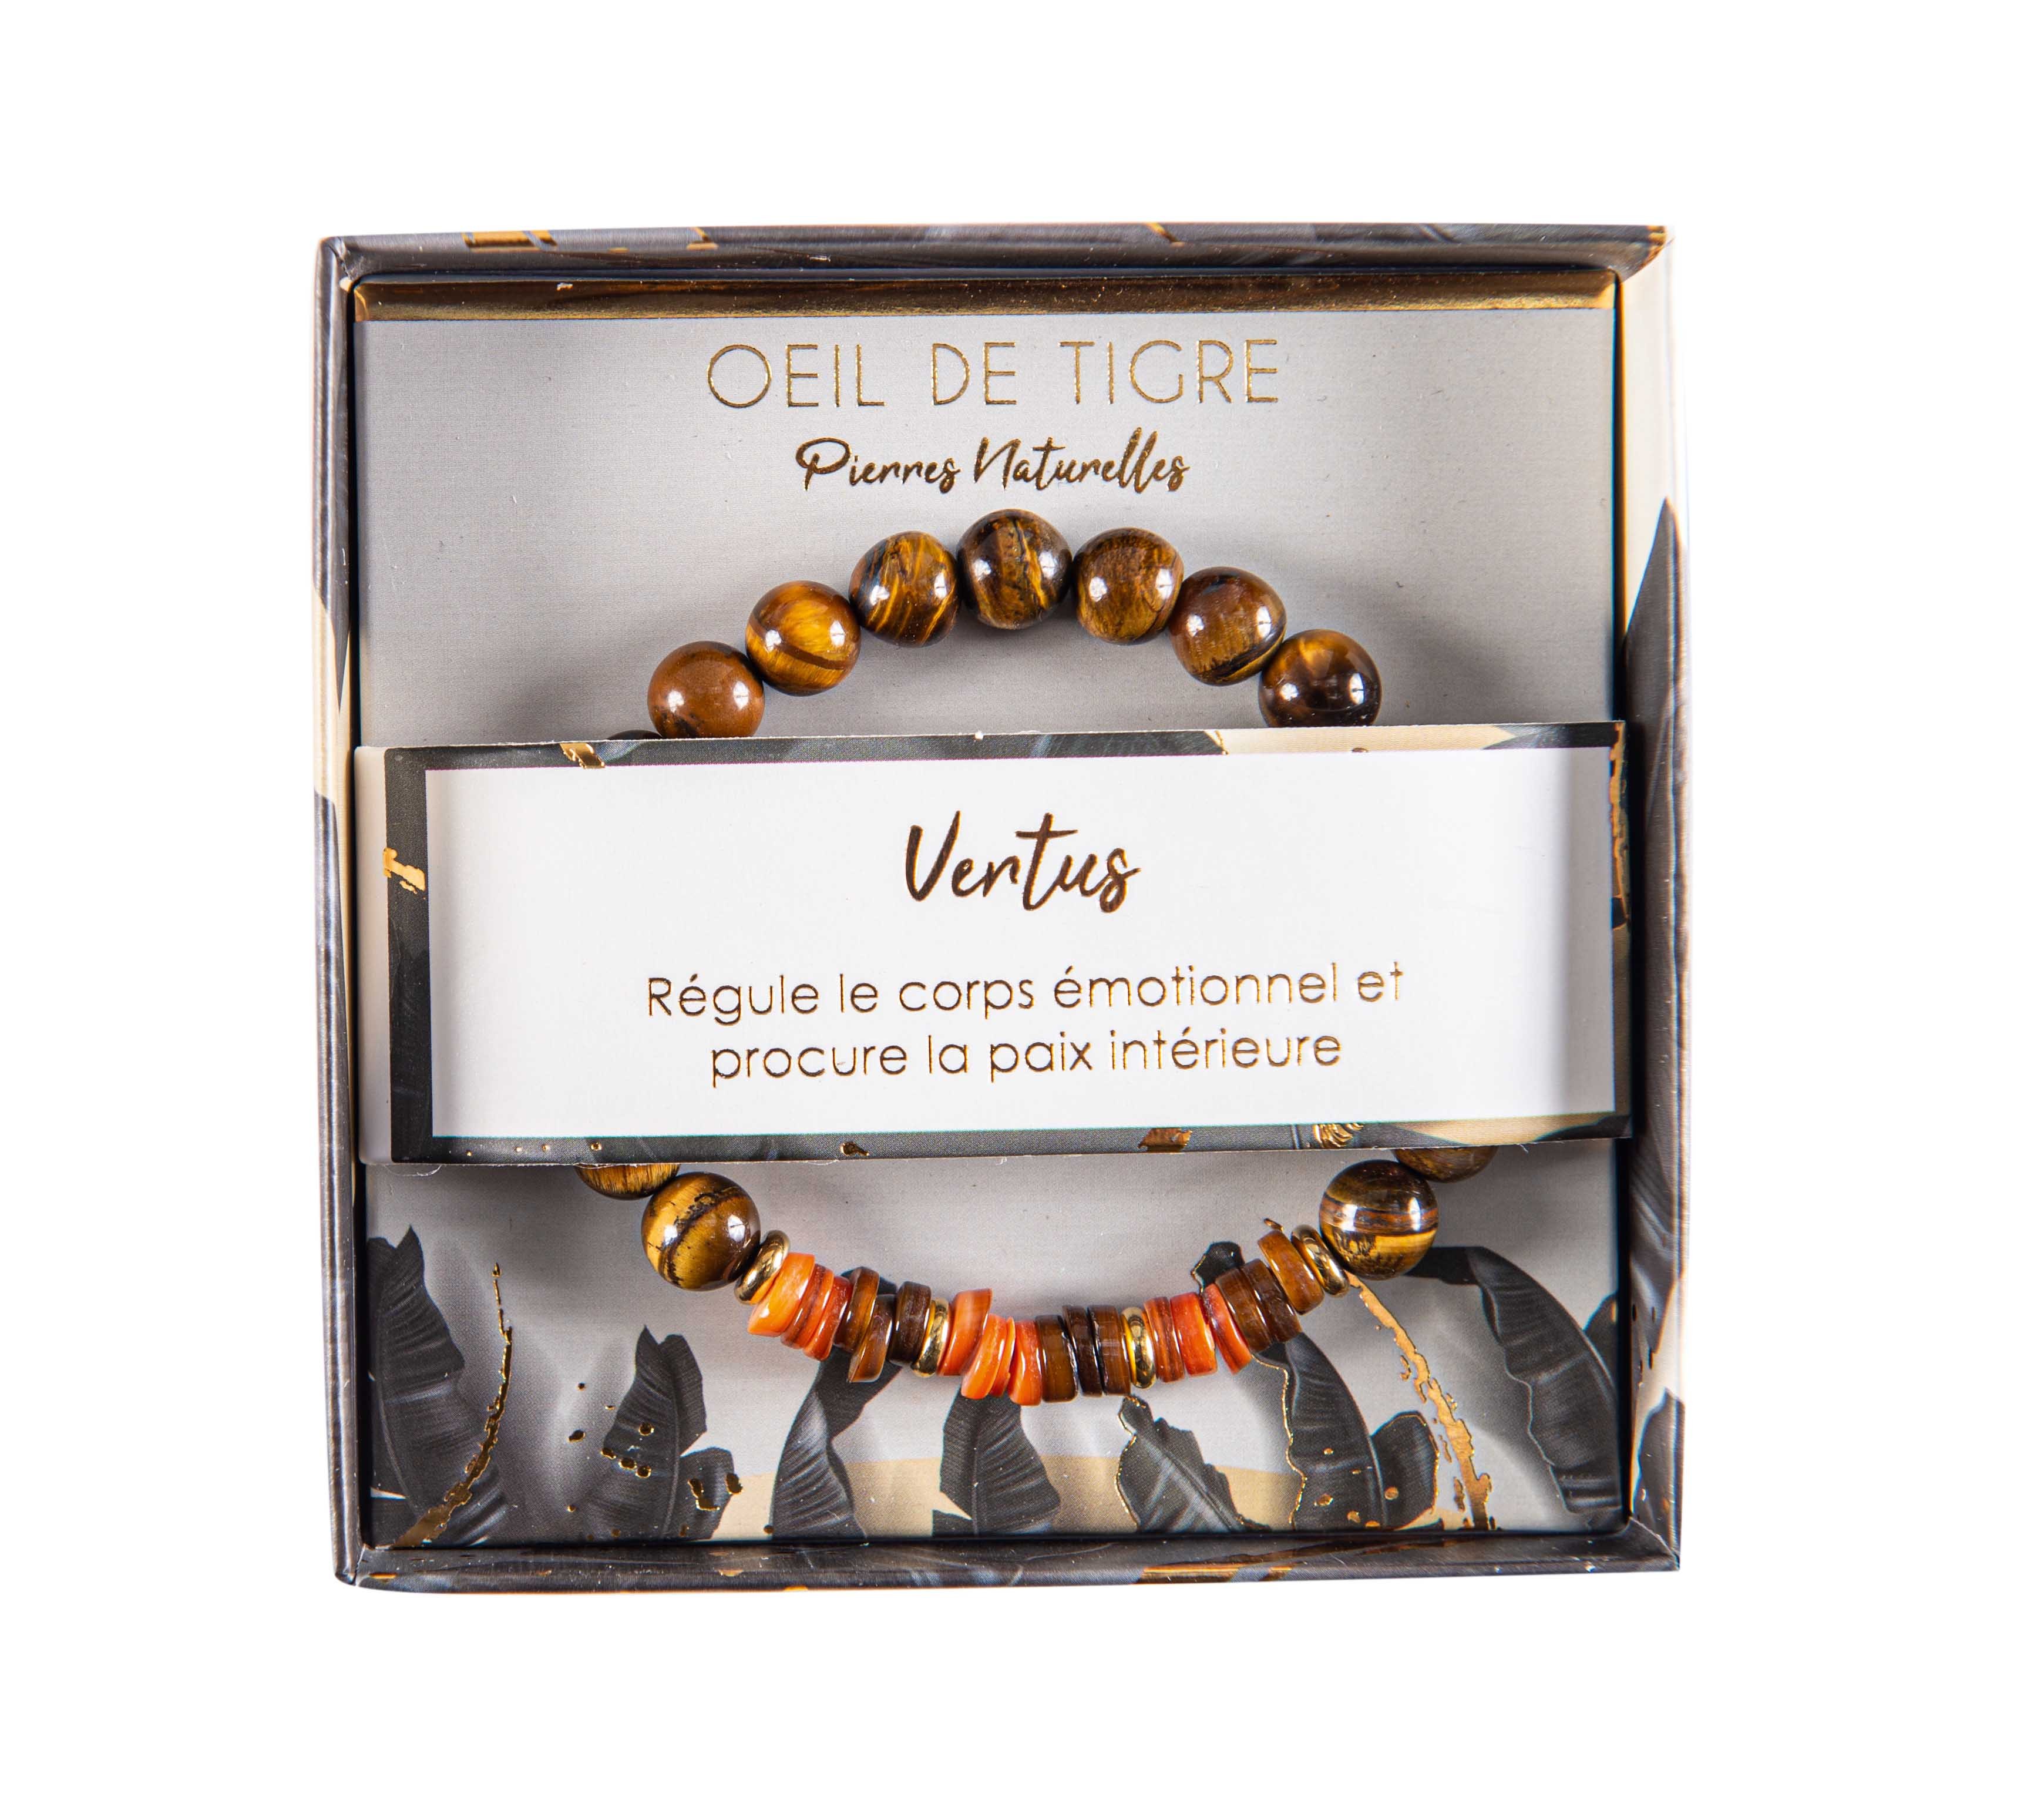 OEIL DE TIGRE
Pierres Naturelles
Vertus
Régule le corps émotionnel et
procure la paix intérieure